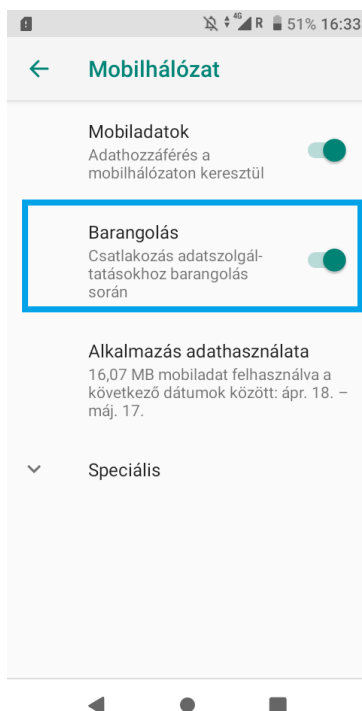 4G R 51% 16:33
Mobilhálózat
Mobiladatok
Adathozzáférés a
mobilhálózaton keresztül
Barangolás
Csatlakozás adatszolgál-
tatásokhoz barangolás
során
Alkalmazás adathasználata
16,07 MB mobiladat felhasználva a
következő dátumok között: ápr. 18. –
máj. 17.
Speciális